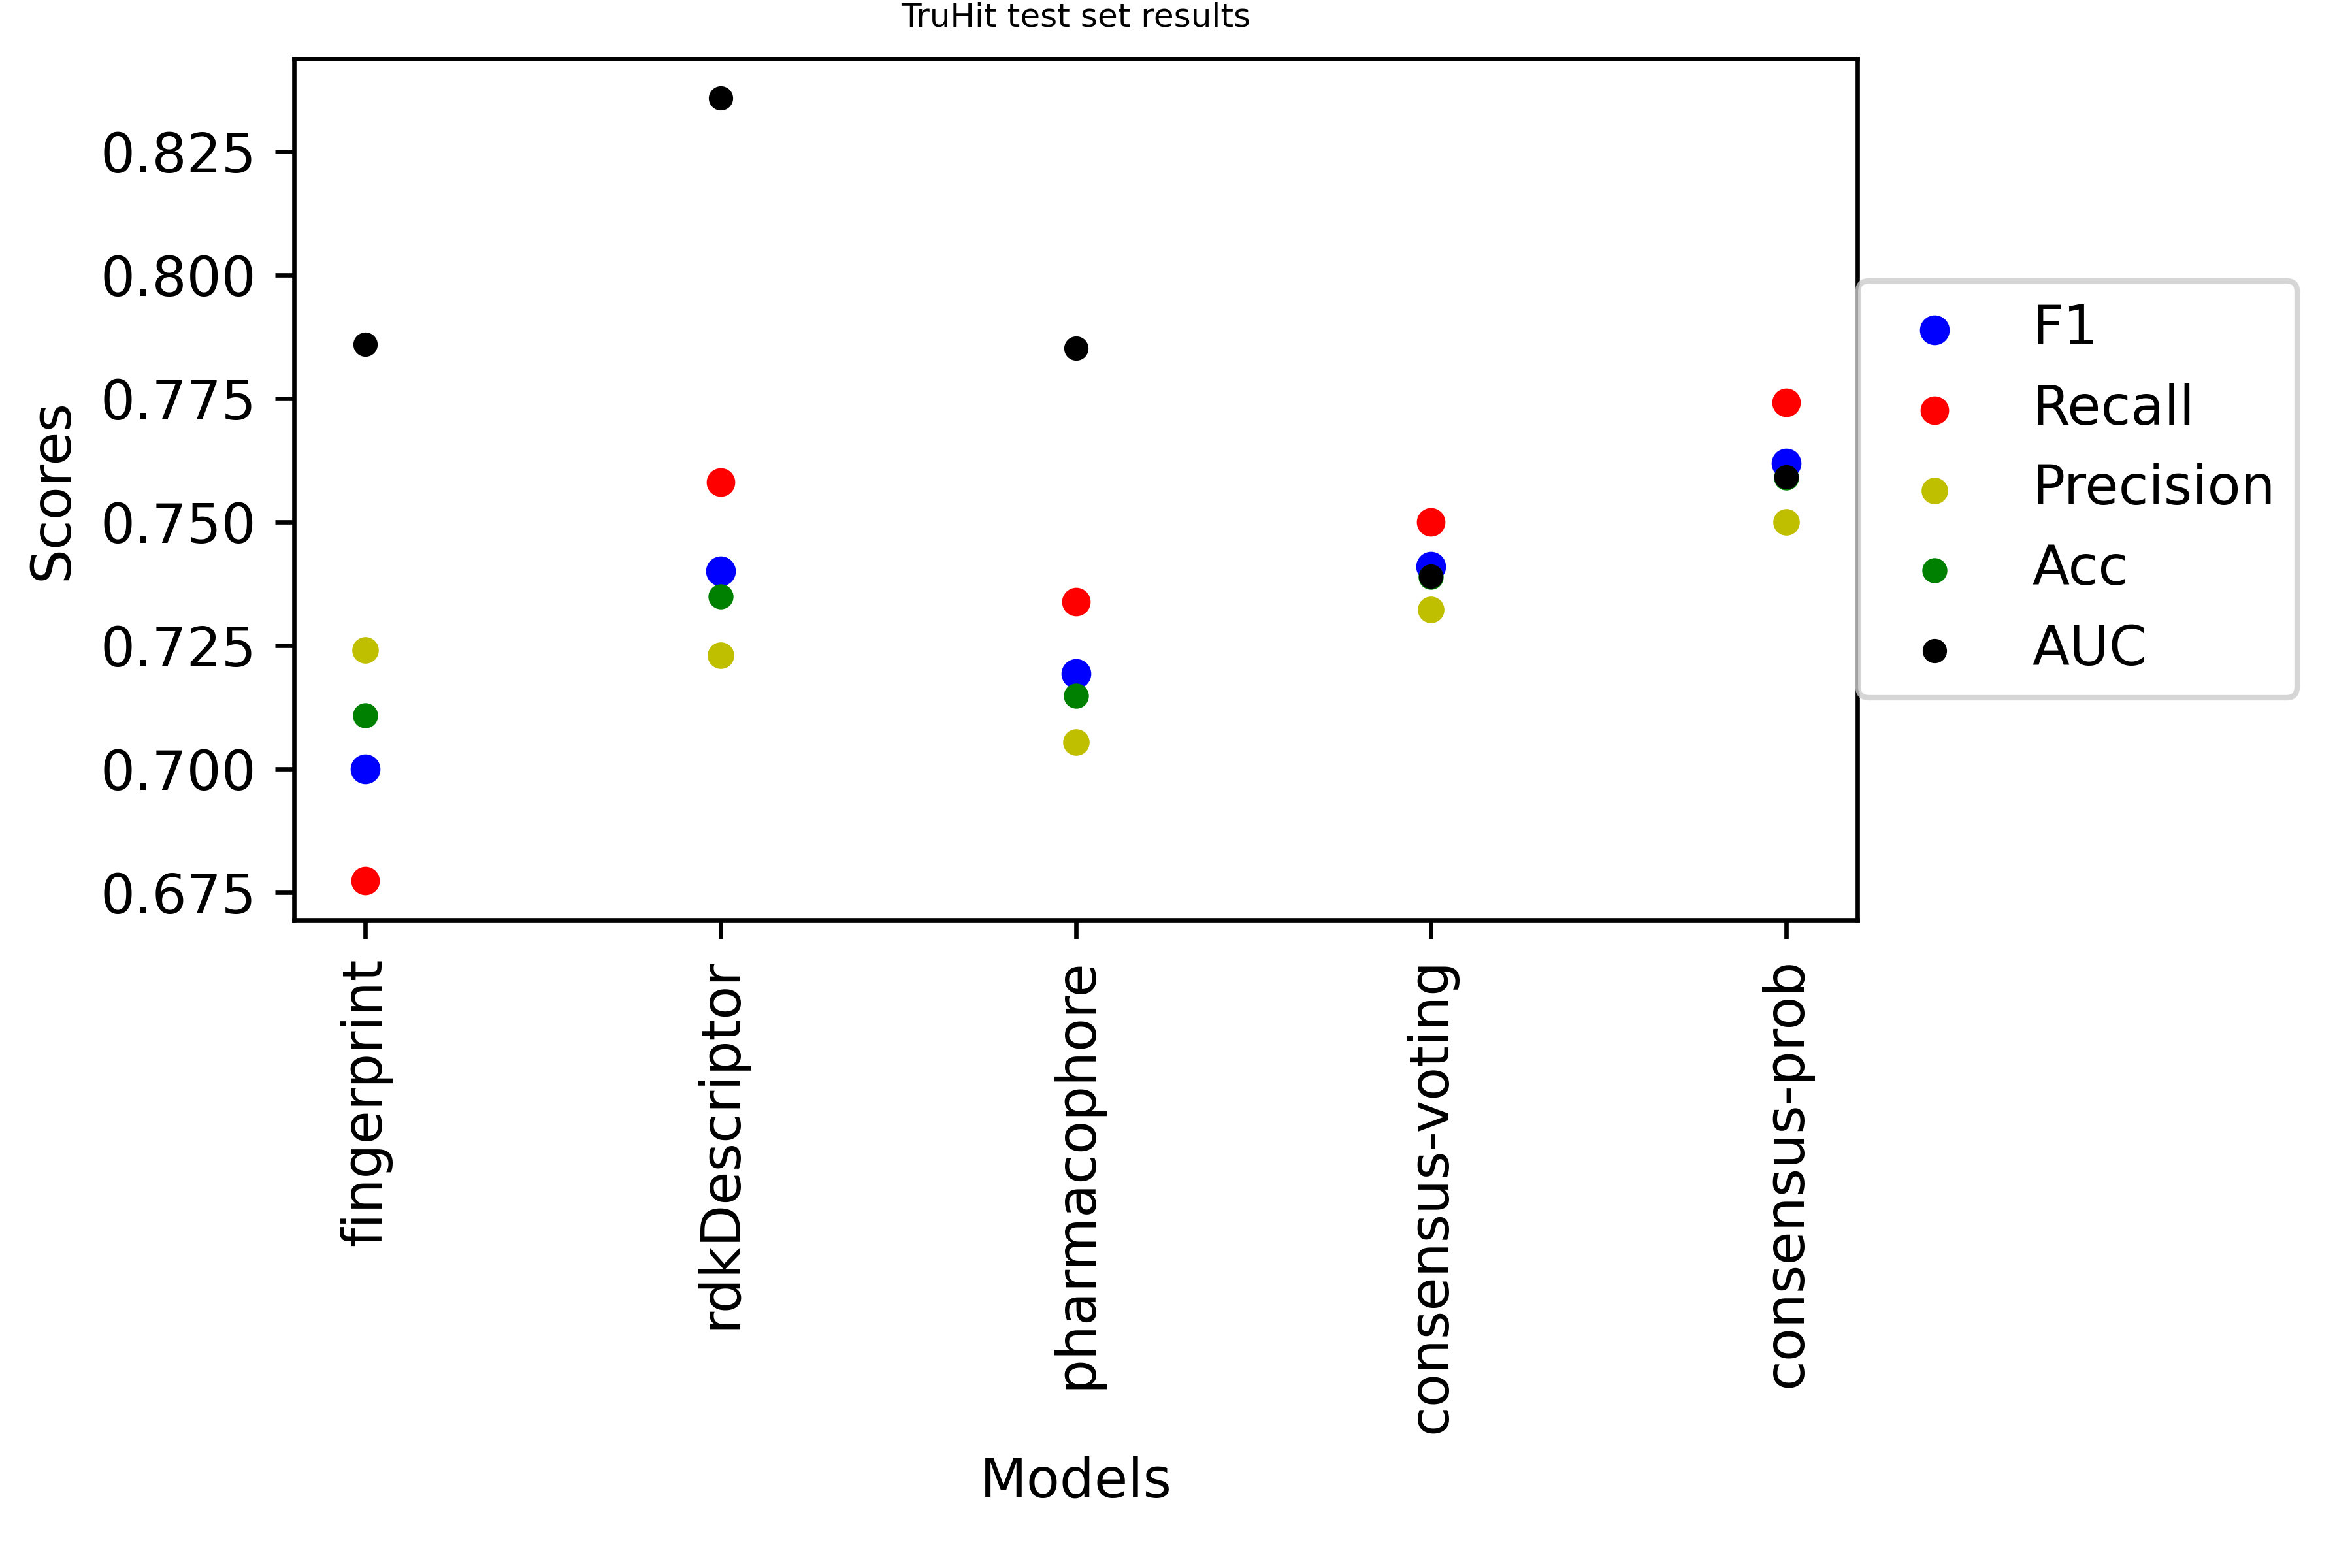 TruHit test set results
Scores
0.825
0.800
0.775
0.750
0.725
0.700
0.675
F1
Recall
Precision
Acc
AUC
fingerprint
rdkDescriptor
pharmacophore
consensus-voting
consensus-prob
Models